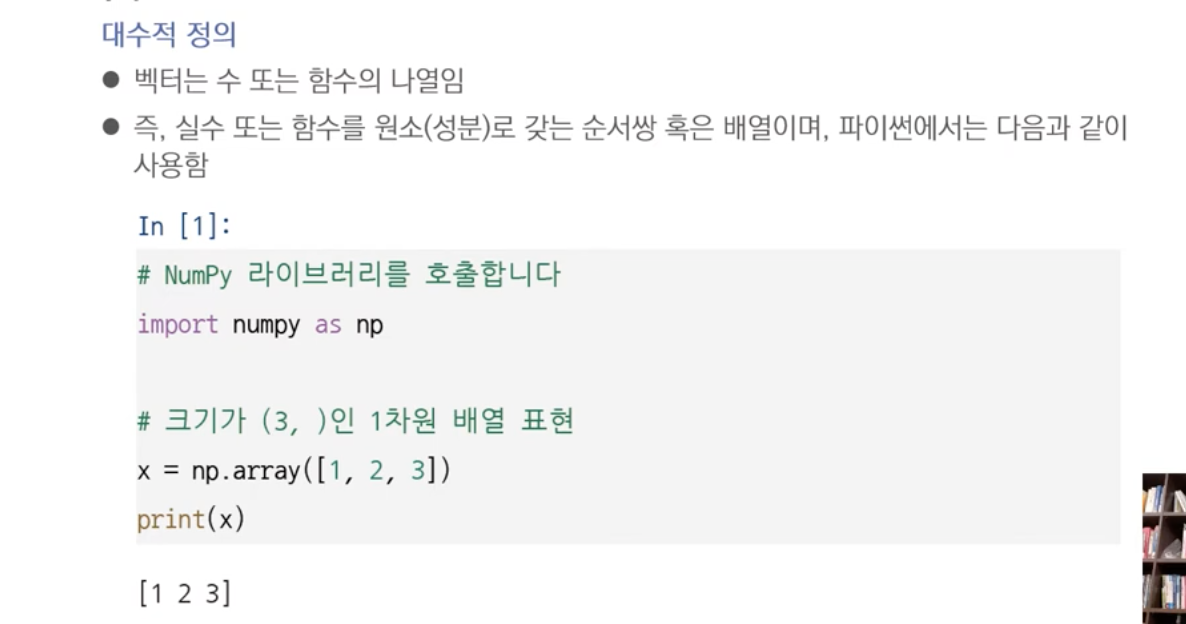 대수적 정의
● 벡터는 수 또는 함수의 나열임
● 즉, 실수 또는 함수를 원소(성분)로 갖는 순서쌍 혹은 배열이며, 파이썬에서는 다음과 같이
사용함
In [1]:
# NumPy 라이브러리를 호출합니다
import numpy as np
# 크기가 (3, )인 1차원 배열 표현
x = np.array([1, 2, 3])
print(x)
[1 2 3]